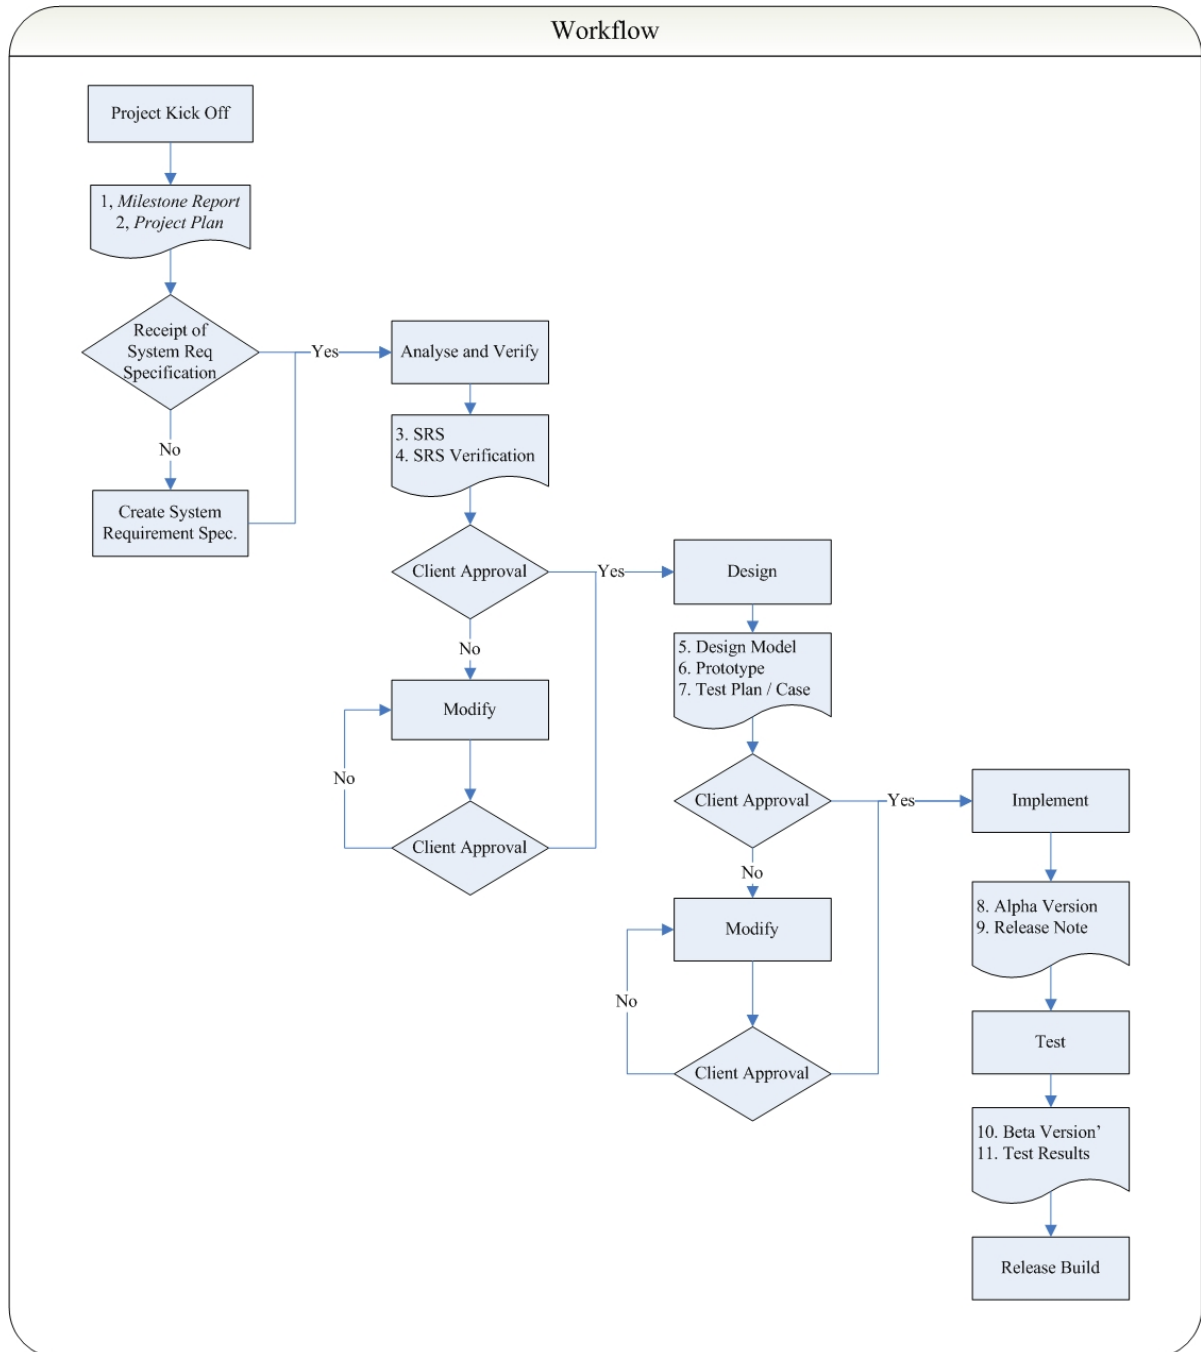 Workflow
Project Kick Off
1, Milestone Report
2, Project Plan
Receipt of
System Req
Specification
Yes
No
Create System
Requirement Spec.
Analyse and Verify
3. SRS
4. SRS Verification
Client Approval
Yes
No
Modify
No
Client Approval
Design
5. Design Model
6. Prototype
7. Test Plan / Case
Client Approval
Yes
No
Modify
No
Client Approval
Implement
8. Alpha Version
9. Release Note
Test
10. Beta Version’
11. Test Results
Release Build